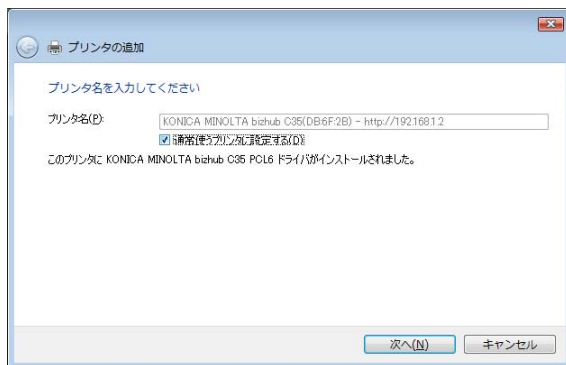 プリンタの追加
プリンタ名を入力してください
プリンタ名(P): KONICA MINOLTA bizhub C35(DB:6F:2B) - http://192.168.1.2
通常使うプリンタに設定する(D)
このプリンタに KONICA MINOLTA bizhub C35 PCL6 ドライバがインストールされました。
次へ(N) キャンセル